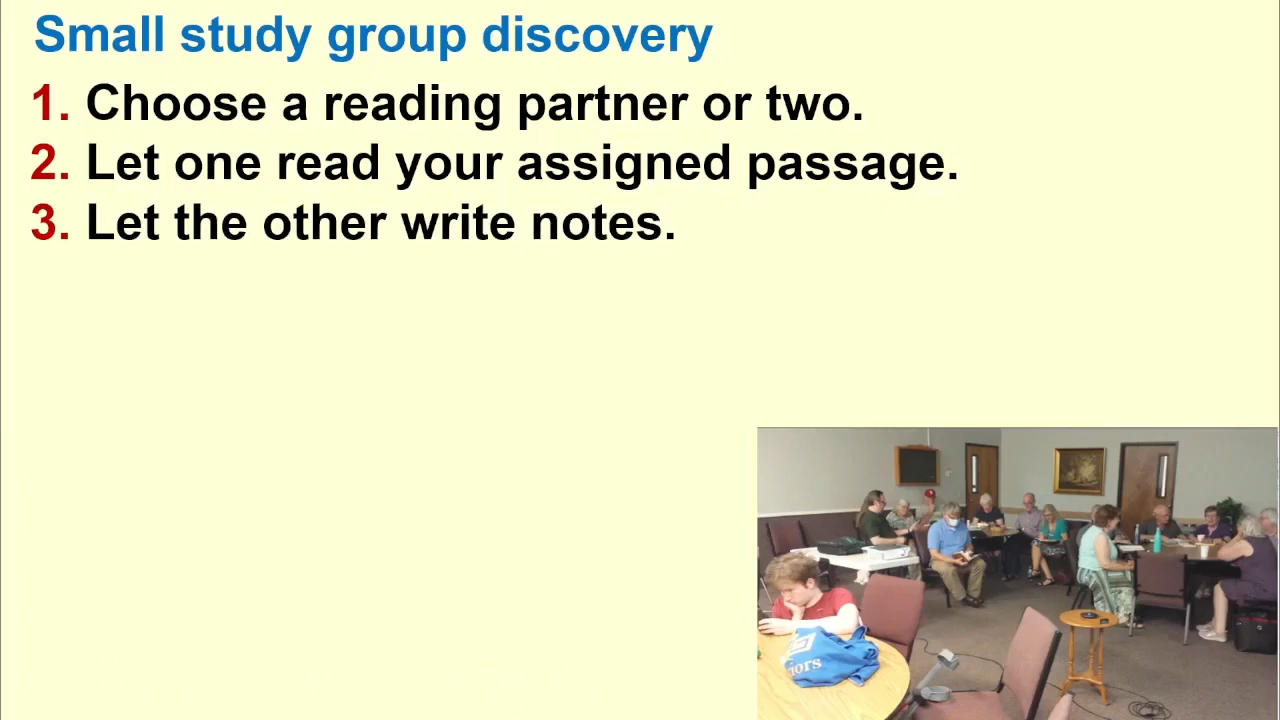 Small study group discovery
1. Choose a reading partner or two.
2. Let one read your assigned passage.
3. Let the other write notes.